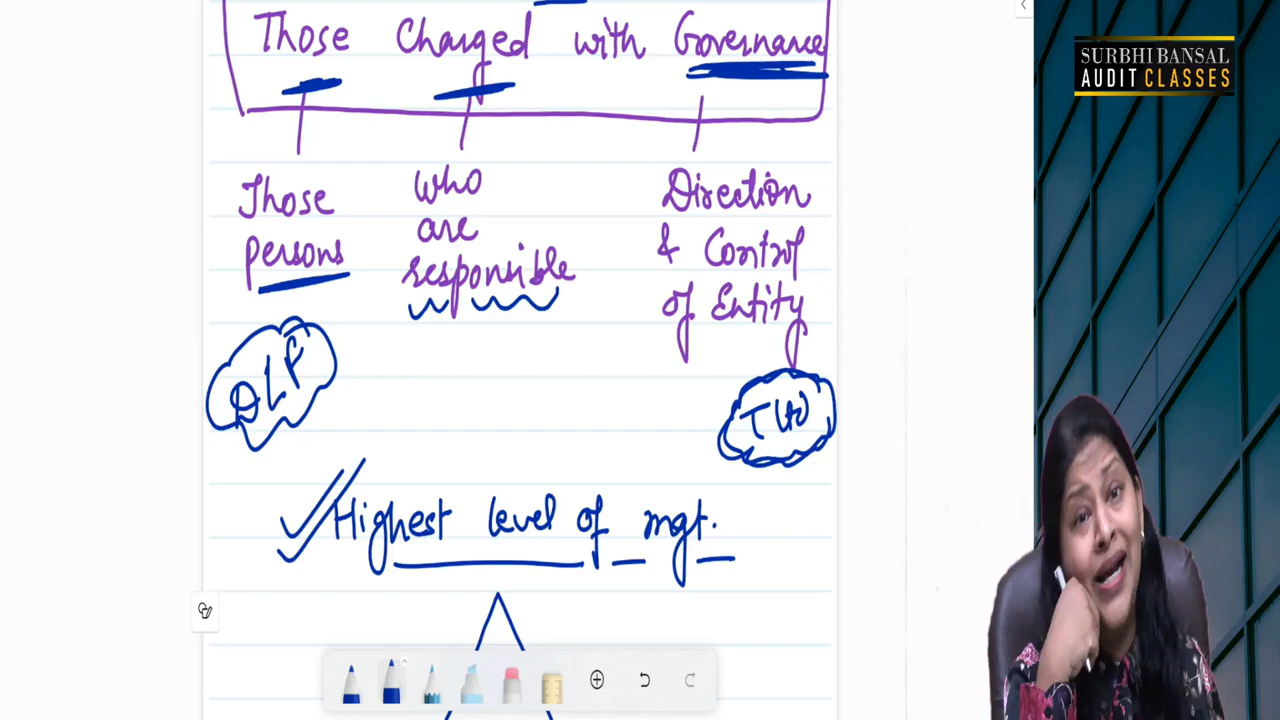 SURBHI BANSAL
AUDIT CLASSES
Those Charged with Governance
Those
persons
who
are
responsible
Direction
& Control
of Entity
DLF
Highest level of mgt.